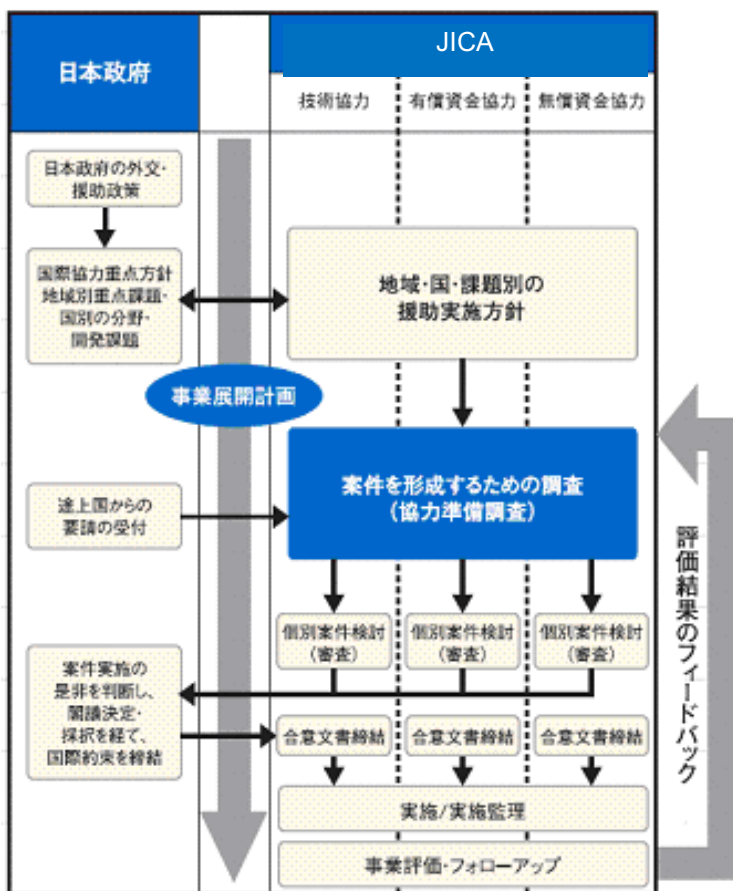 日本政府
JICA
技術協力
有償資金協力
無償資金協力
日本政府の外交・
援助政策
国際協力重点方針
地域別重点課題・
国別の分野・
開発課題
地域・国・課題別の
援助実施方針
事業展開計画
途上国からの
要請の受付
案件を形成するための調査
（協力準備調査）
個別案件検討
（審査）
個別案件検討
（審査）
個別案件検討
（審査）
案件実施の
是非を判断し、
閣議決定・
採択を経て、
国際約束を締結
合意文書締結
合意文書締結
合意文書締結
実施/実施監理
事業評価・フォローアップ
評価結果のフィードバック